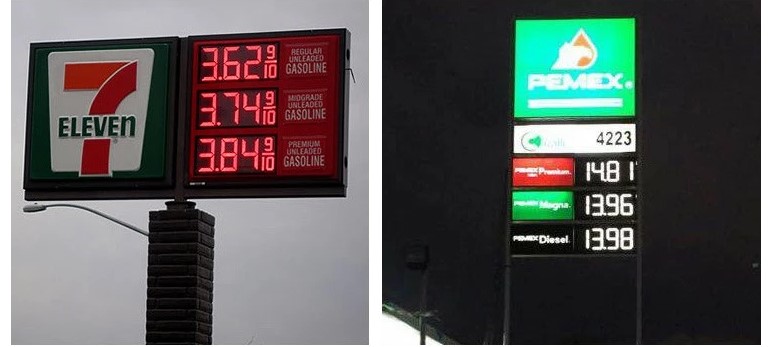 7
ELEVEn
3.62 9/10
REGULAR
UNLEADED
GASOLINE
3.74 9/10
MIDGRADE
UNLEADED
GASOLINE
3.84 9/10
PREMIUM
UNLEADED
GASOLINE
PEMEX®
4223
PEMEX Premium. 14.81
PEMEX Magna. 13.96
PEMEX Diesel. 13.98